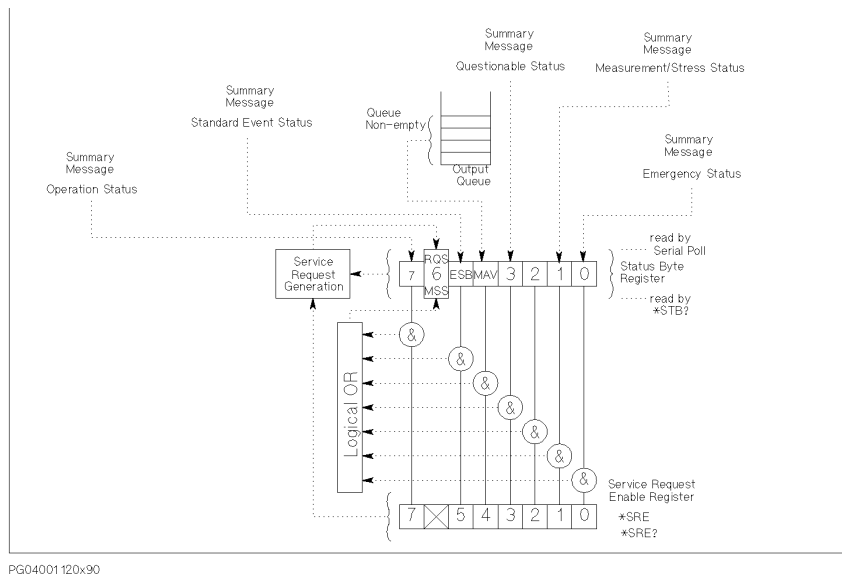 Summary
Message
Questionable Status
Summary
Message
Measurement/Stress Status
Summary
Message
Standard Event Status
Queue
Non-empty
Output
Queue
Summary
Message
Emergency Status
Summary
Message
Operation Status
Service
Request
Generation
7
RQS
6
MSS
ESB
MAV
3
2
1
0
read by
Serial Poll
Status Byte
Register
read by
*STB?
&
&
&
&
&
&
&
Logical OR
Service Request
Enable Register
7
5
4
3
2
1
0
*SRE
*SRE?
PG04001 120x90